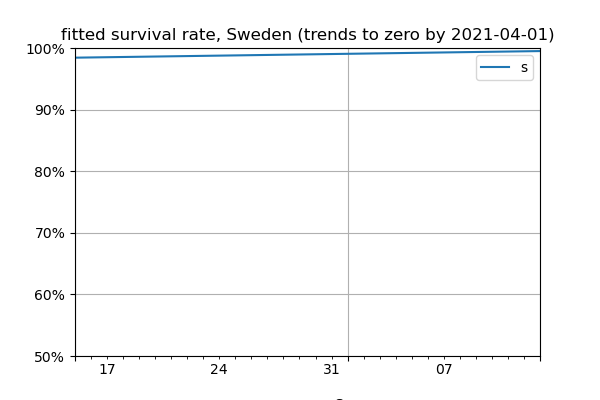 fitted survival rate, Sweden (trends to zero by 2021-04-01)
100%
s
90%
80%
70%
60%
50%
17 24 31 07